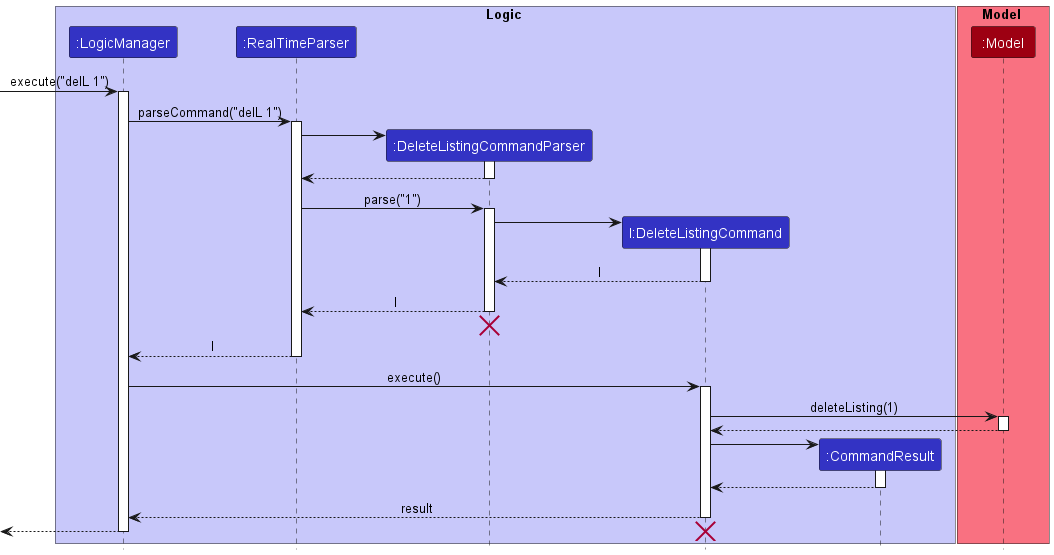 Logic
Model
:LogicManager
:RealTimeParser
:Model
execute("delL 1")
parseCommand("delL 1")
:DeleteListingCommandParser
parse("1")
l:DeleteListingCommand
l
l
l
execute()
deleteListing(1)
:CommandResult
result